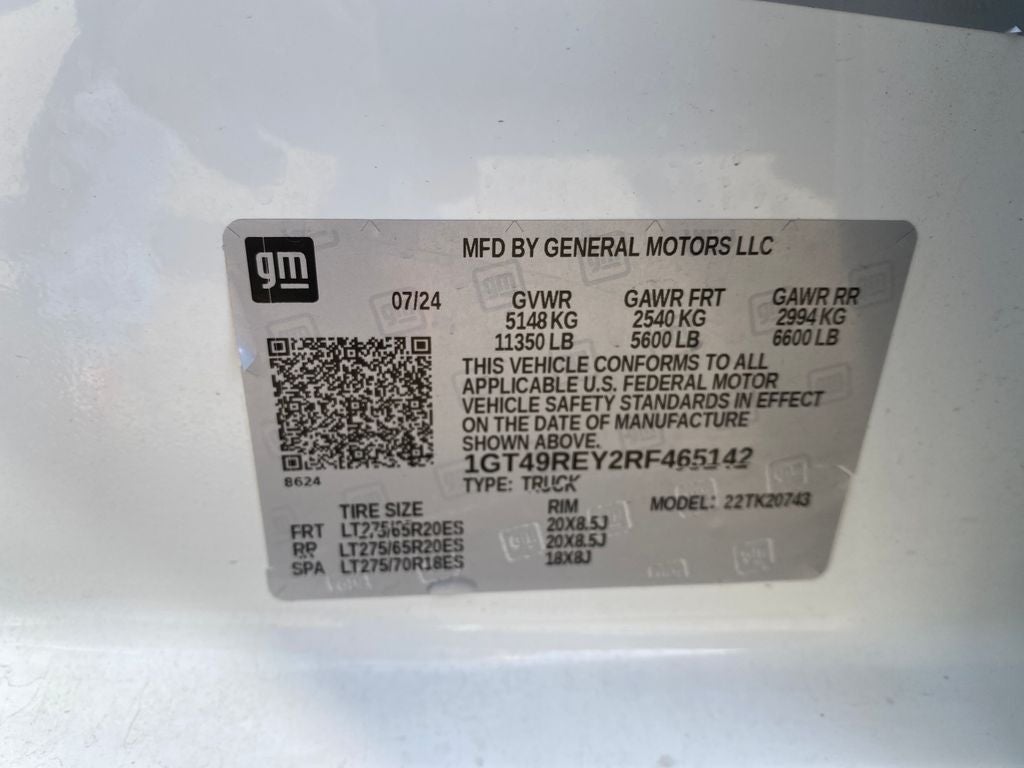 gm
MFD BY GENERAL MOTORS LLC
07/24 GVWR GAWR FRT GAWR RR
5148 KG 2540 KG 2994 KG
11350 LB 5600 LB 6600 LB
THIS VEHICLE CONFORMS TO ALL
APPLICABLE U.S. FEDERAL MOTOR
VEHICLE SAFETY STANDARDS IN EFFECT
ON THE DATE OF MANUFACTURE
SHOWN ABOVE.
8624
1GT49REY2RF465142
TYPE: TRUCK
MODEL: 22TK20743
TIRE SIZE RIM
FRT LT275/65R20ES 20X8.5J
RR LT275/65R20ES 20X8.5J
SPA LT275/70R18ES 18X8J